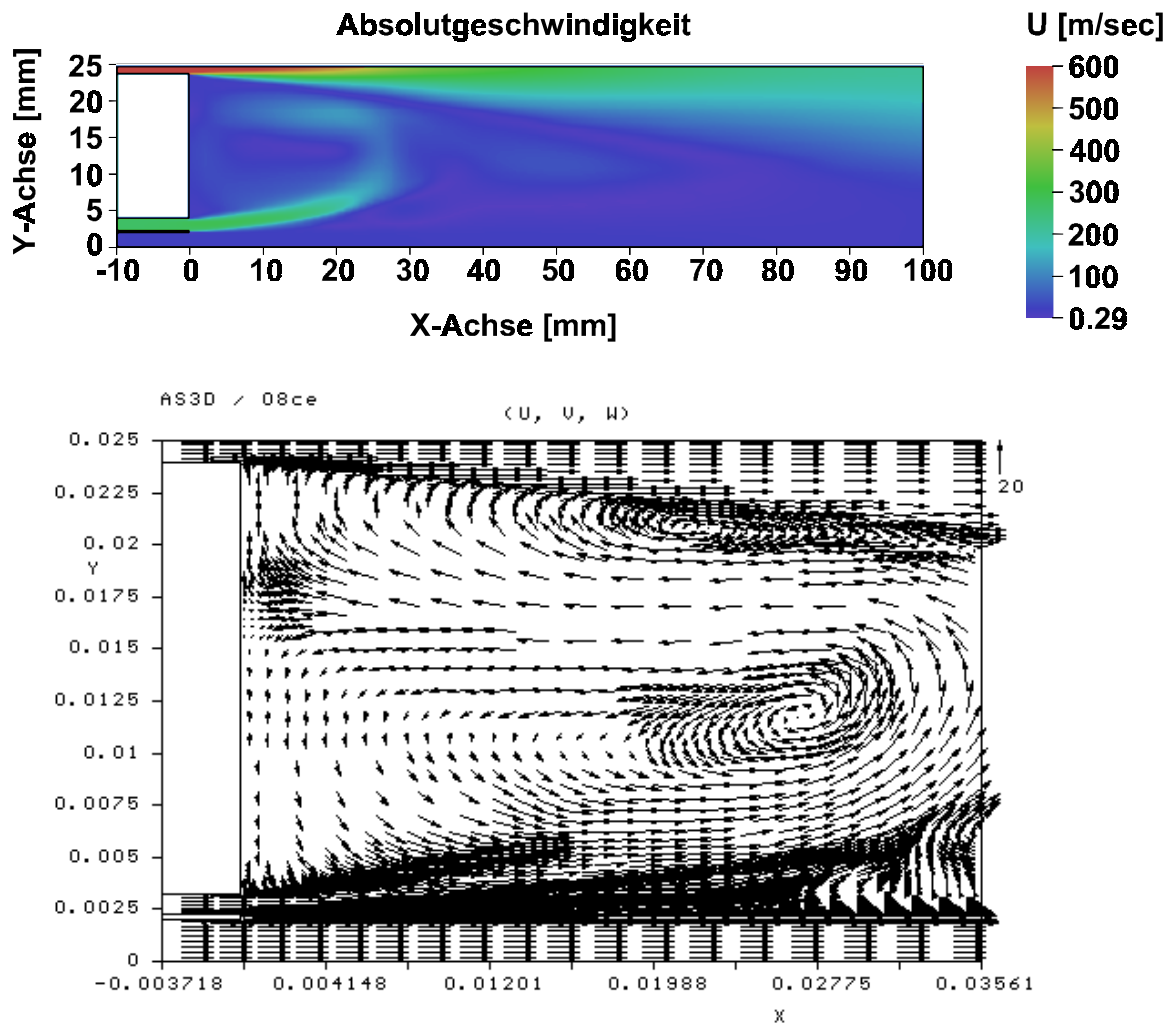 Absolutgeschwindigkeit
U [m/sec]
Y-Achse [mm]
25
20
15
10
5
0
-10 0 10 20 30 40 50 60 70 80 90 100
X-Achse [mm]
600
500
400
300
200
100
0.29
AS3D / 08ce
(U, V, W)
0.025
0.0225
0.02
Y
0.0175
0.015
0.0125
0.01
0.0075
0.005
0.0025
0
20
-0.003718 0.004148 0.01201 0.01988 0.02775 0.03561
X